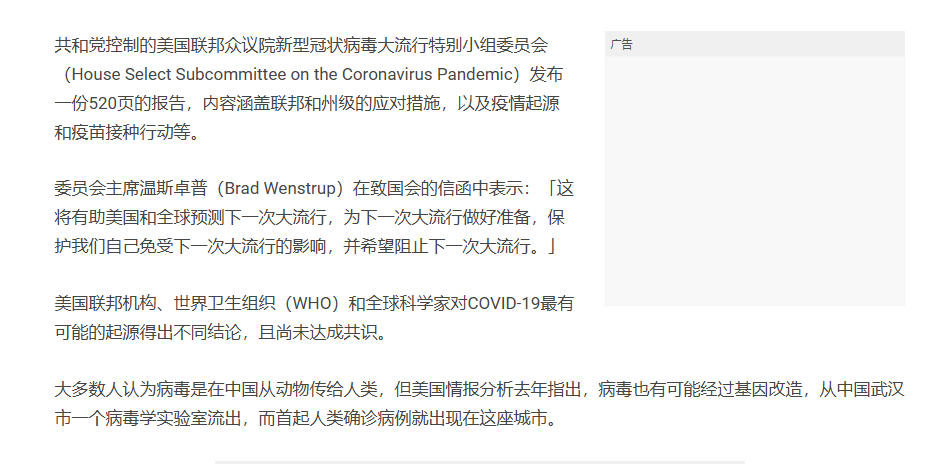 共和党控制的美国联邦众议院新型冠状病毒大流行特别小组委员会
（House Select Subcommittee on the Coronavirus Pandemic）发布
一份520页的报告，内容涵盖联邦和州级的应对措施，以及疫情起源
和疫苗接种行动等。
广告
委员会主席温斯卓普（Brad Wenstrup）在致国会的信函中表示：「这
将有助美国和全球预测下一次大流行，为下一次大流行做好准备，保
护我们自己免受下一次大流行的影响，并希望阻止下一次大流行。」
美国联邦机构、世界卫生组织（WHO）和全球科学家对COVID-19最有
可能的起源得出不同结论，且尚未达成共识。
大多数人认为病毒是在中国从动物传给人类，但美国情报分析去年指出，病毒也有可能经过基因改造，从中国武汉
市一个病毒学实验室流出，而首起人类确诊病例就出现在这座城市。